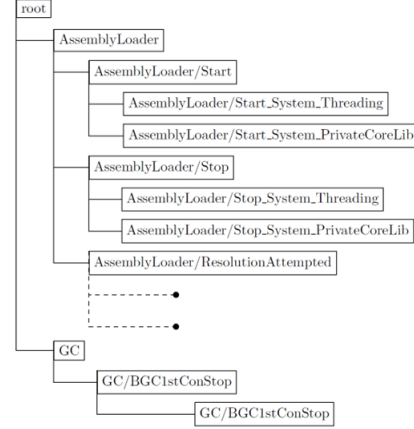 root
AssemblyLoader
AssemblyLoader/Start
AssemblyLoader/Start_System_Threading
AssemblyLoader/Start_System_PrivateCoreLib
AssemblyLoader/Stop
AssemblyLoader/Stop_System_Threading
AssemblyLoader/Stop_System_PrivateCoreLib
AssemblyLoader/ResolutionAttempted
GC
GC/BGC1stConStop
GC/BGC1stConStop